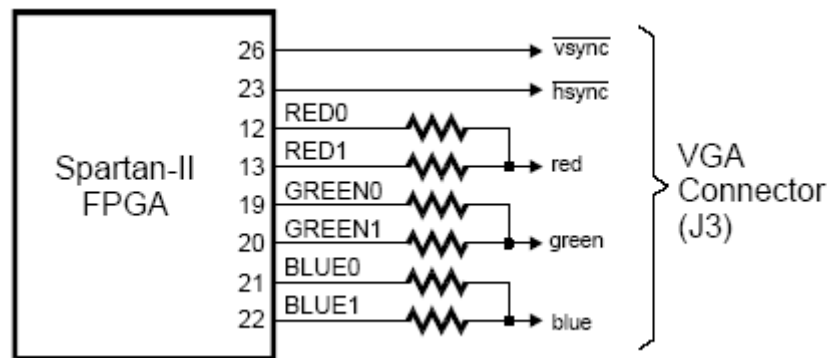 26
vsync
23
hsync
RED0
12
RED1
13
red
Spartan-II
FPGA
GREEN0
19
GREEN1
20
green
BLUE0
21
BLUE1
22
blue
VGA
Connector
(J3)